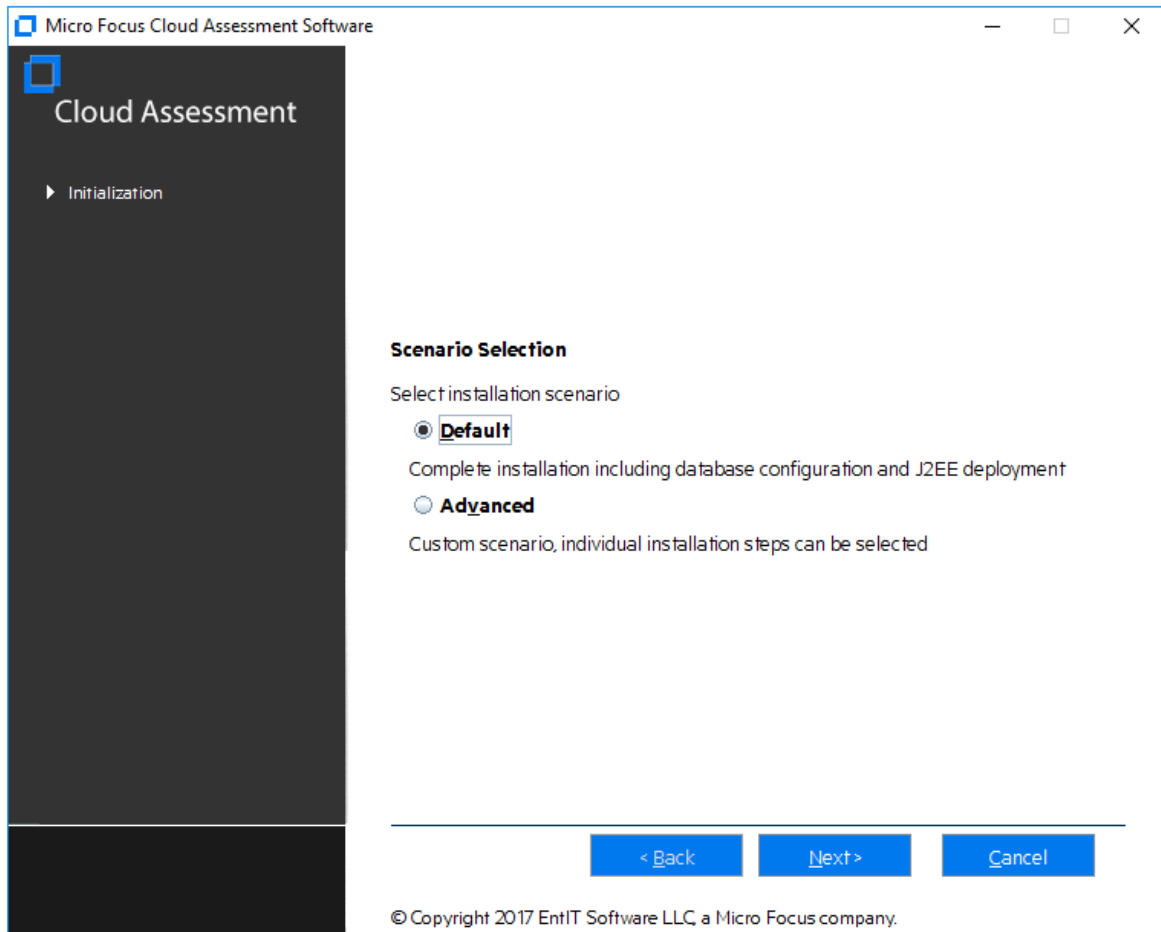 Micro Focus Cloud Assessment Software
Cloud Assessment
Initialization
Scenario Selection
Select installation scenario
Default
Complete installation including database configuration and J2EE deployment
Advanced
Custom scenario, individual installation steps can be selected
< Back
Next >
Cancel
© Copyright 2017 EntIT Software LLC, a Micro Focus company.